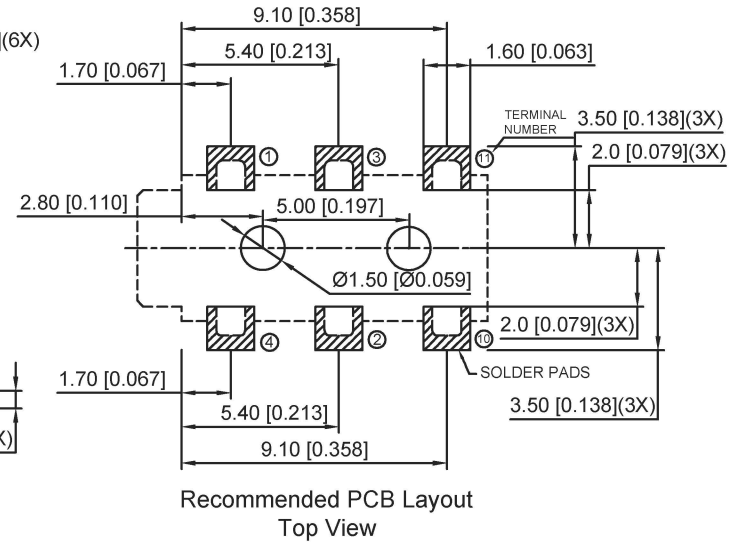 9.10 [0.358]
](6X)
5.40 [0.213]
1.60 [0.063]
1.70 [0.067]
TERMINAL
NUMBER
3.50 [0.138](3X)
1
3
11
2.0 [0.079](3X)
2.80 [0.110]
5.00 [0.197]
Ø1.50 [Ø0.059]
4
2
10
2.0 [0.079](3X)
SOLDER PADS
1.70 [0.067]
3.50 [0.138](3X)
5.40 [0.213]
X)
9.10 [0.358]
Recommended PCB Layout
Top View